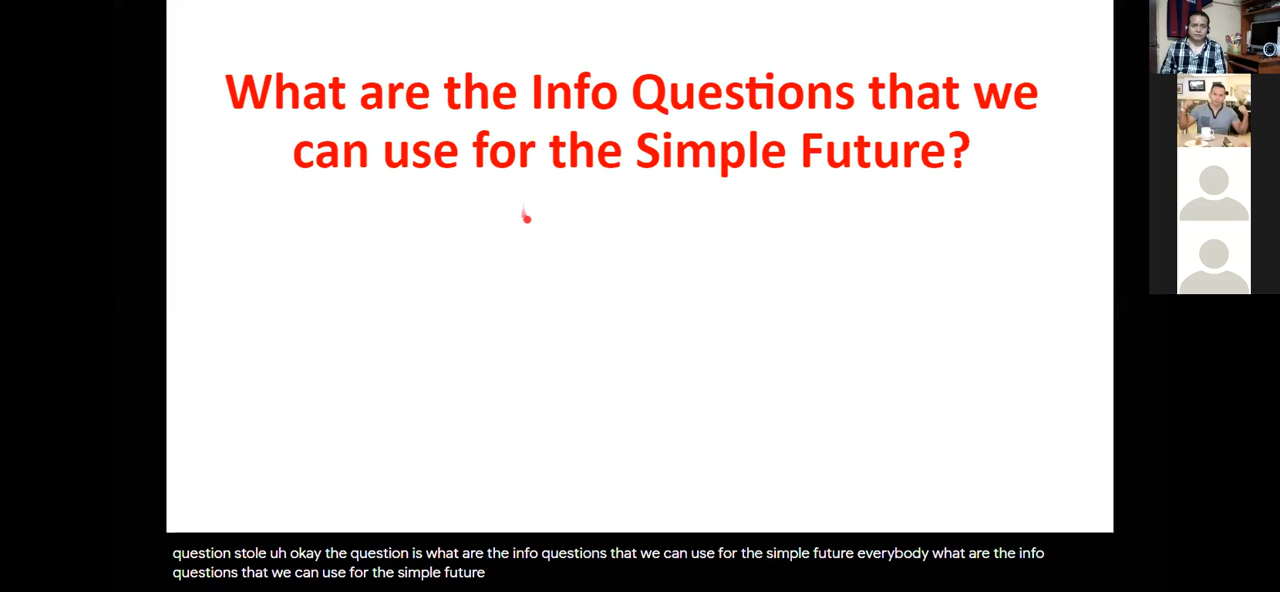 What are the Info Questions that we
can use for the Simple Future?
question stole uh okay the question is what are the info questions that we can use for the simple future everybody what are the info
questions that we can use for the simple future